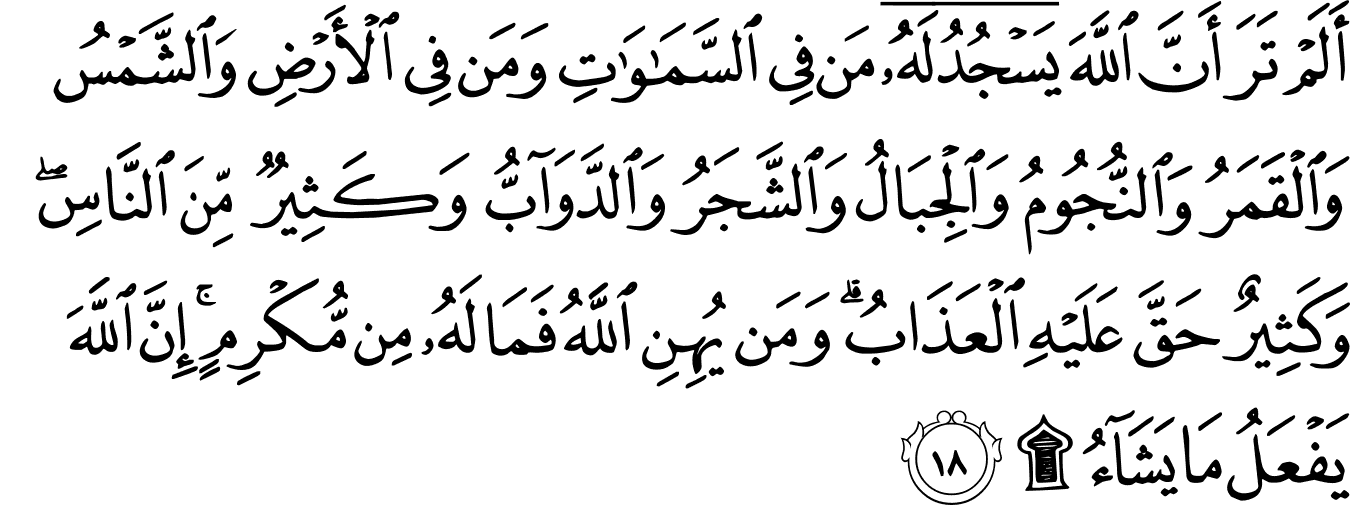 أَلَمْ تَرَ أَنَّ ٱللَّهَ يَسْجُدُ لَهُۥ مَن فِى ٱلسَّمَٰوَٰتِ وَمَن فِى ٱلْأَرْضِ وَٱلشَّمْسُ
وَٱلْقَمَرُ وَٱلنُّجُومُ وَٱلْجِبَالُ وَٱلشَّجَرُ وَٱلدَّوَآبُّ وَكَثِيرٌ مِّنَ ٱلنَّاسِ ۖ
وَكَثِيرٌ حَقَّ عَلَيْهِ ٱلْعَذَابُ ۗ وَمَن يُهِنِ ٱللَّهُ فَمَا لَهُۥ مِن مُّكْرِمٍ ۚ إِنَّ ٱللَّهَ
يَفْعَلُ مَا يَشَآءُ ۩ ١٨